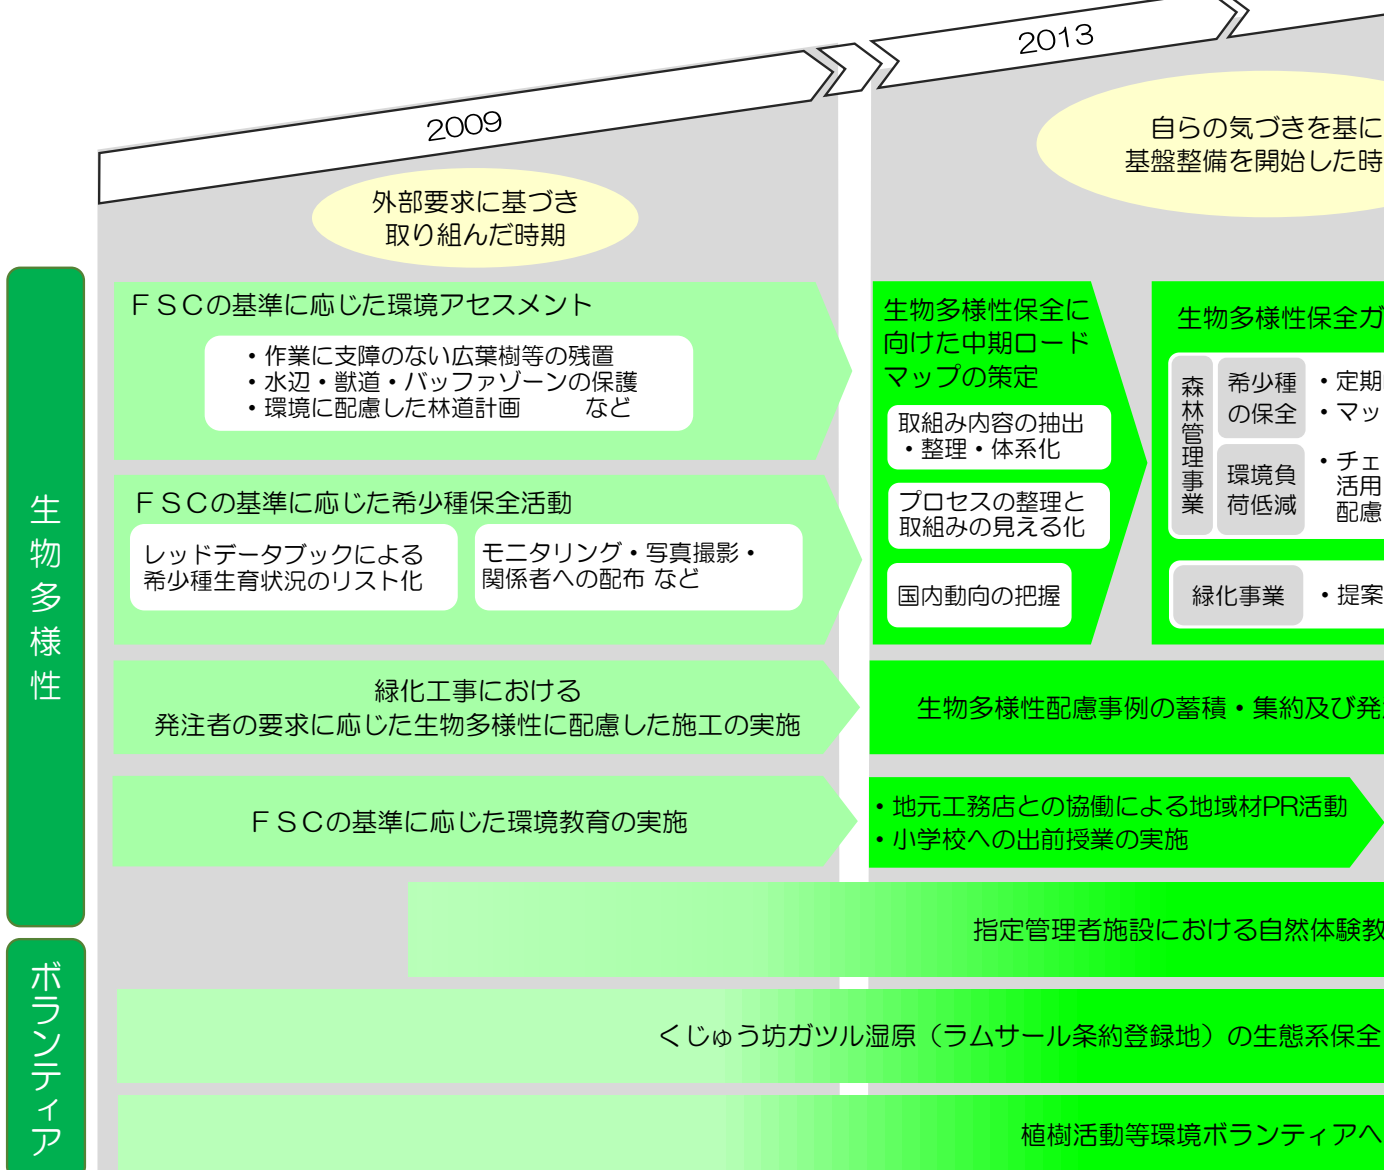 2009
2013
外部要求に基づき
取り組んだ時期
自らの気づきを基に
基盤整備を開始した時
生物多様性
ＦＳＣの基準に応じた環境アセスメント
・作業に支障のない広葉樹等の残置
・水辺・獣道・バッファゾーンの保護
・環境に配慮した林道計画　　など
ＦＳＣの基準に応じた希少種保全活動
レッドデータブックによる
希少種生育状況のリスト化
モニタリング・写真撮影・
関係者への配布 など
緑化工事における
発注者の要求に応じた生物多様性に配慮した施工の実施
ＦＳＣの基準に応じた環境教育の実施
生物多様性保全に
向けた中期ロード
マップの策定
取組み内容の抽出
・整理・体系化
プロセスの整理と
取組みの見える化
国内動向の把握
生物多様性保全ガ
森林管理事業
希少種
の保全
・定期
・マッ
環境負
荷低減
・チェ
活用
配慮
緑化事業
・提案
生物多様性配慮事例の蓄積・集約及び発
・地元工務店との協働による地域材PR活動
・小学校への出前授業の実施
指定管理者施設における自然体験教
ボランティア
くじゅう坊ガツル湿原（ラムサール条約登録地）の生態系保全
植樹活動等環境ボランティアへ